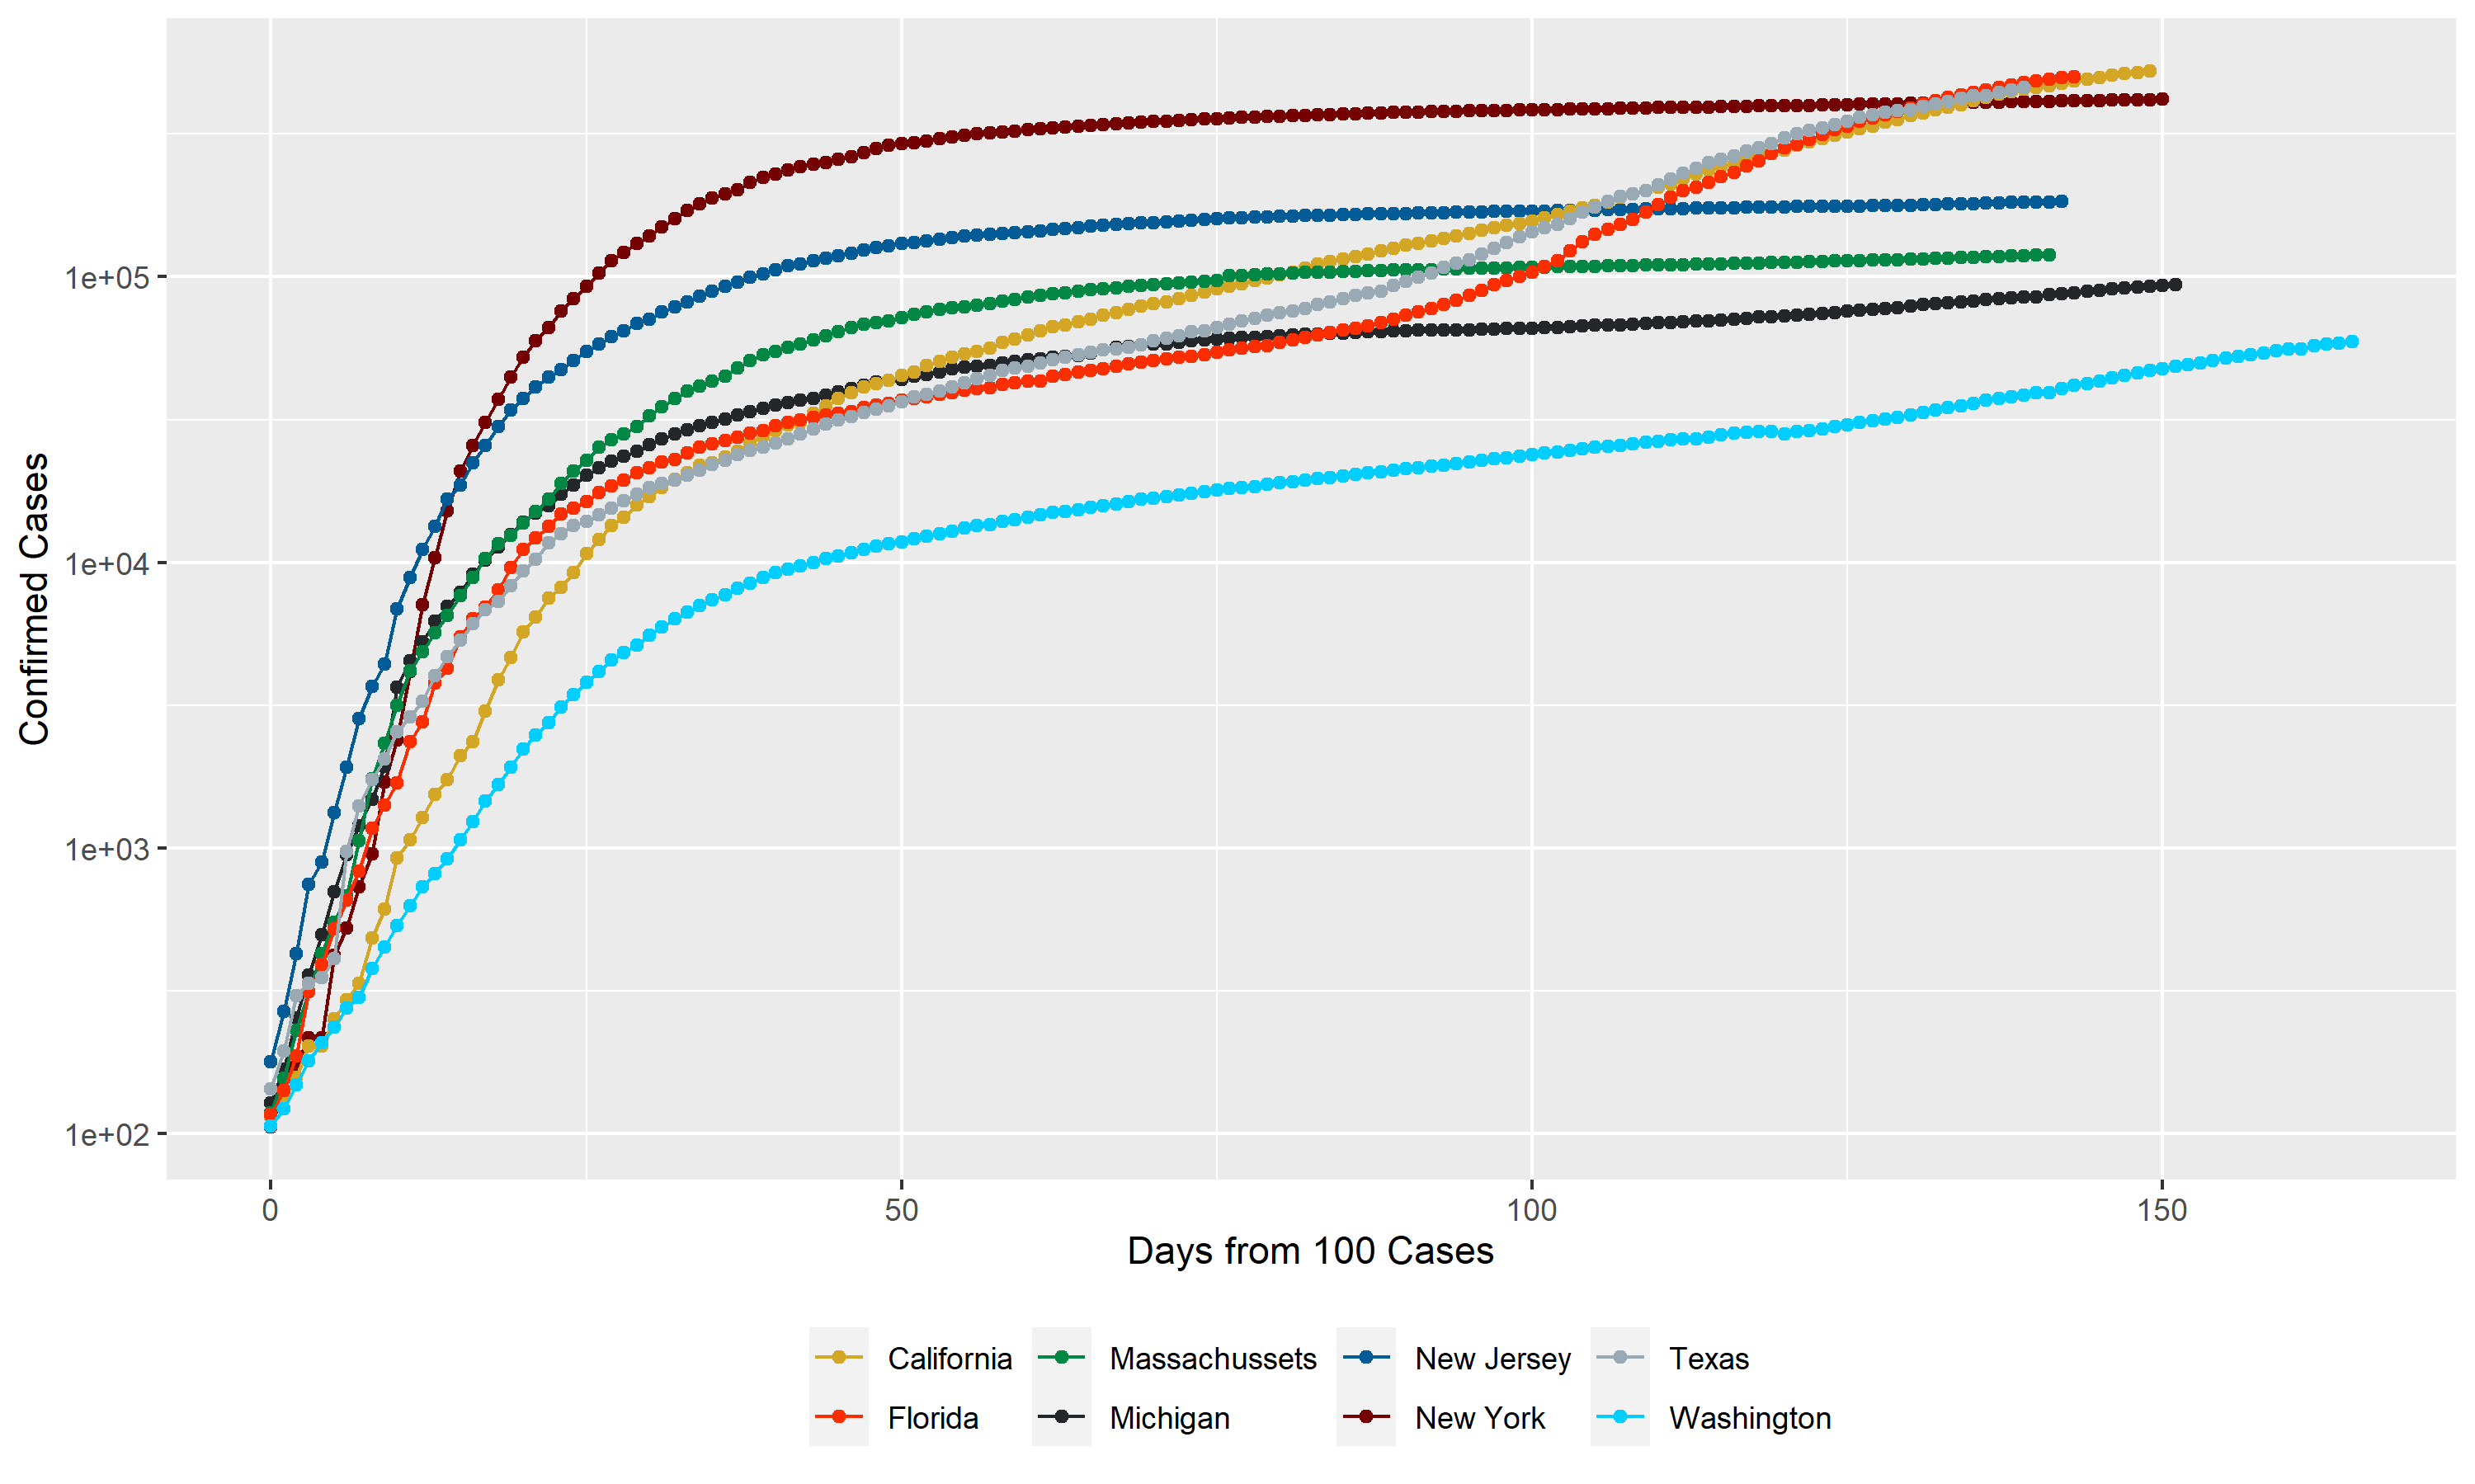 Confirmed Cases
1e+05
1e+04
1e+03
1e+02
0 50 100 150
Days from 100 Cases
California Massachussets New Jersey Texas
Florida Michigan New York Washington